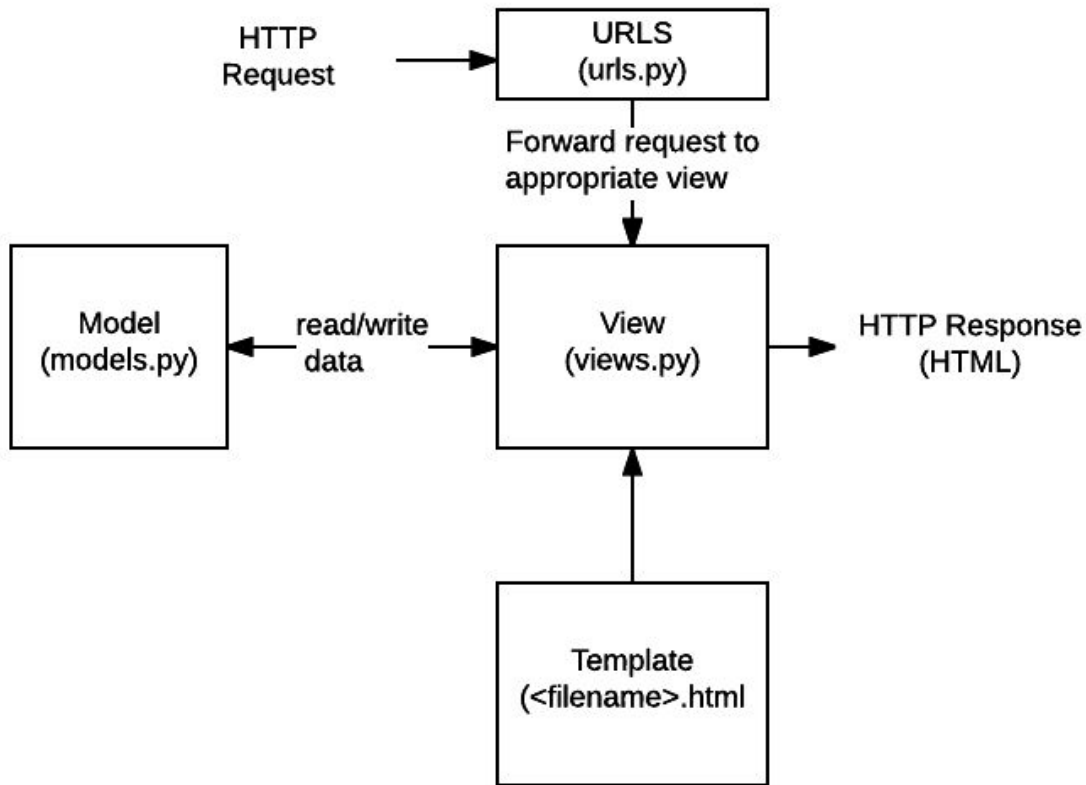 HTTP
Request
URLS
(urls.py)
Forward request to
appropriate view
Model
(models.py)
read/write
data
View
(views.py)
HTTP Response
(HTML)
Template
(<filename>.html